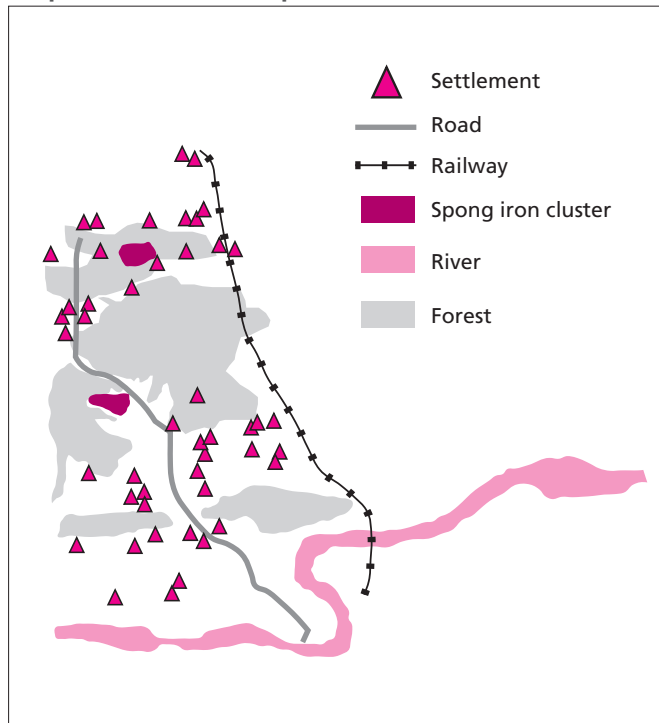 Settlement
Road
Railway
Spong iron cluster
River
Forest